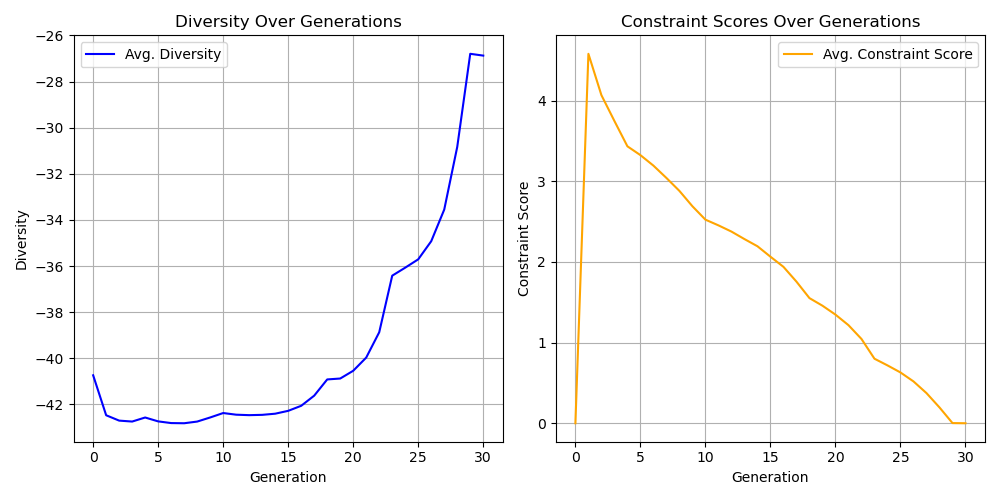 Diversity Over Generations
Avg. Diversity
−26
−28
−30
−32
−34
−36
−38
−40
−42
Diversity
0 5 10 15 20 25 30
Generation
Constraint Scores Over Generations
Avg. Constraint Score
4
3
2
1
0
Constraint Score
0 5 10 15 20 25 30
Generation